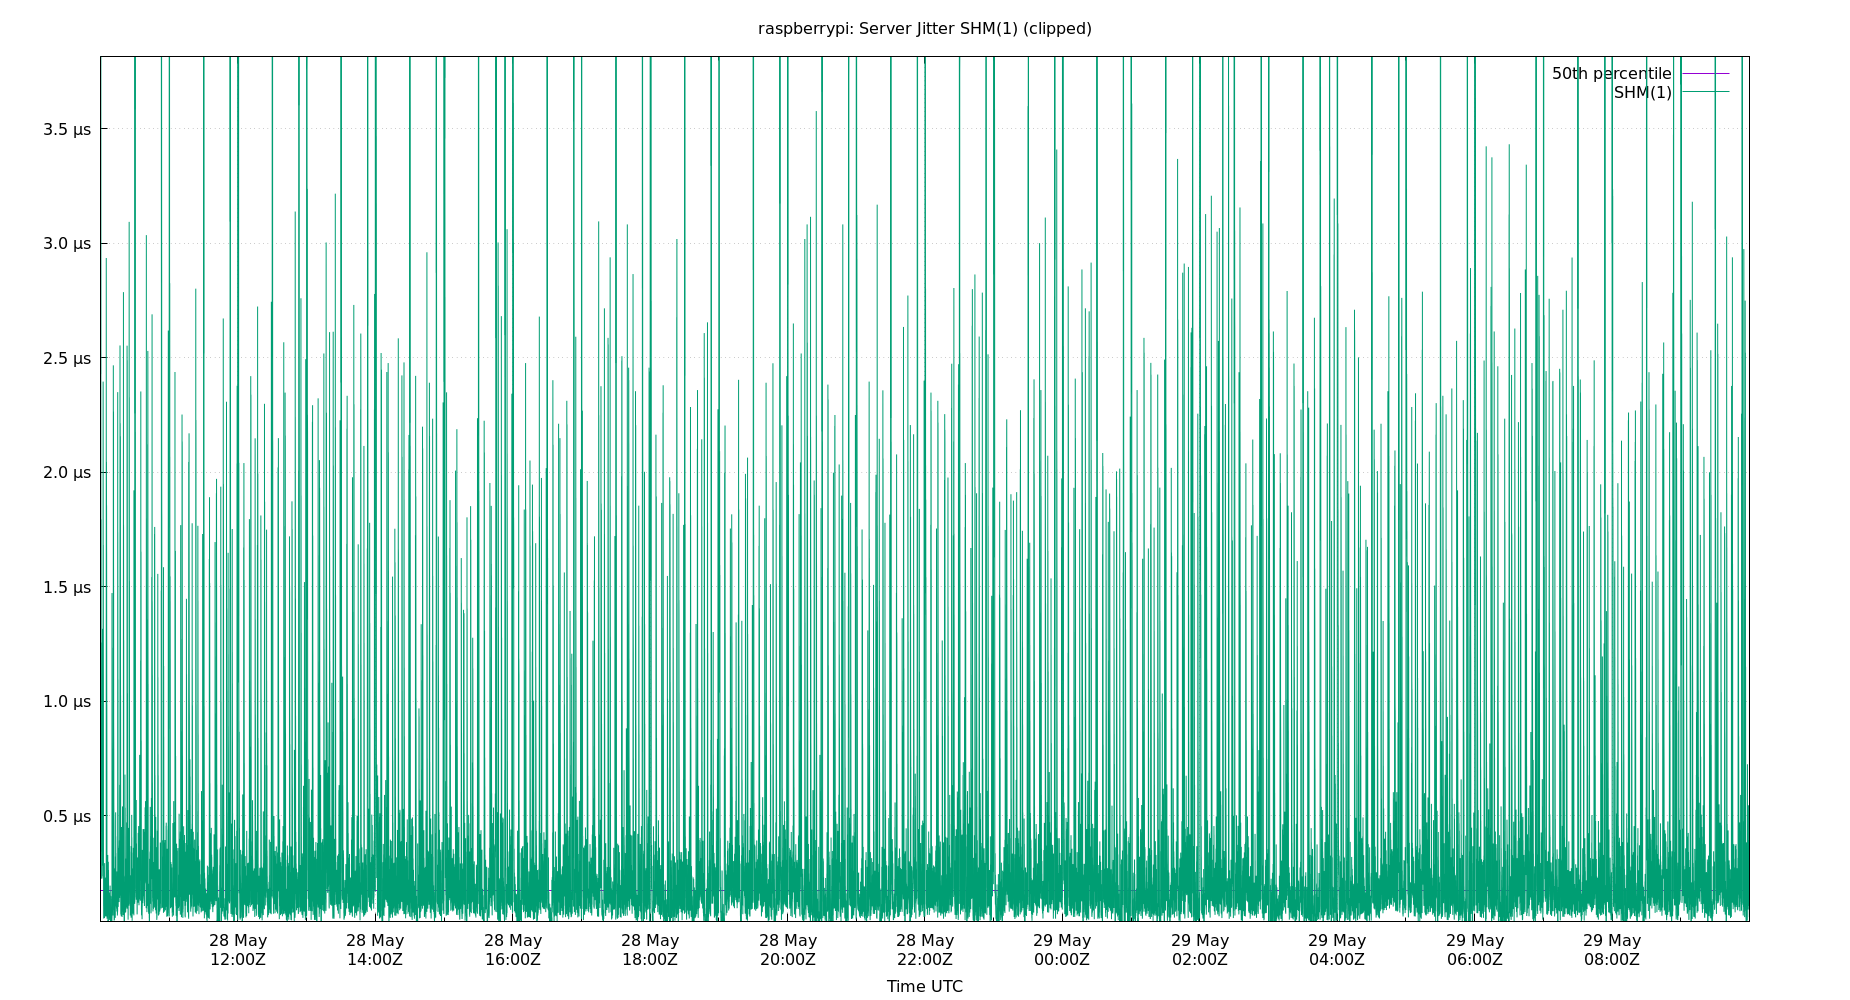 raspberrypi: Server Jitter SHM(1) (clipped)
50th percentile
SHM(1)
3.5 µs
3.0 µs
2.5 µs
2.0 µs
1.5 µs
1.0 µs
0.5 µs
28 May 28 May 28 May 28 May 28 May 28 May 29 May 29 May 29 May 29 May 29 May
12:00Z 14:00Z 16:00Z 18:00Z 20:00Z 22:00Z 00:00Z 02:00Z 04:00Z 06:00Z 08:00Z
Time UTC